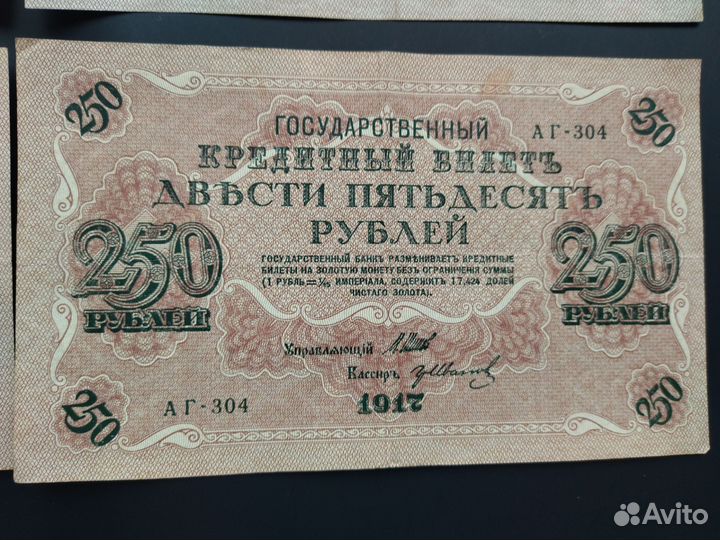 250
250
ГОСУДАРСТВЕННЫЙ
АГ-304
КРЕДИТНЫЙ БИЛЕТЪ
ДВѢСТИ ПЯТЬДЕСЯТЪ
РУБЛЕЙ
250
РУБЛЕЙ
250
РУБЛЕЙ
ГОСУДАРСТВЕННЫЙ БАНКЪ РАЗМѢНИВАЕТЪ КРЕДИТНЫЕ
БИЛЕТЫ НА ЗОЛОТУЮ МОНЕТУ БЕЗЪ ОГРАНИЧЕНІЯ СУММЫ
(1 РУБЛЬ = 1/15 ИМПЕРІАЛА, СОДЕРЖИТЪ 17,424 ДОЛЕЙ
ЧИСТАГО ЗОЛОТА).
Управляющій
Кассиръ
АГ-304
1917
250
250
Avito